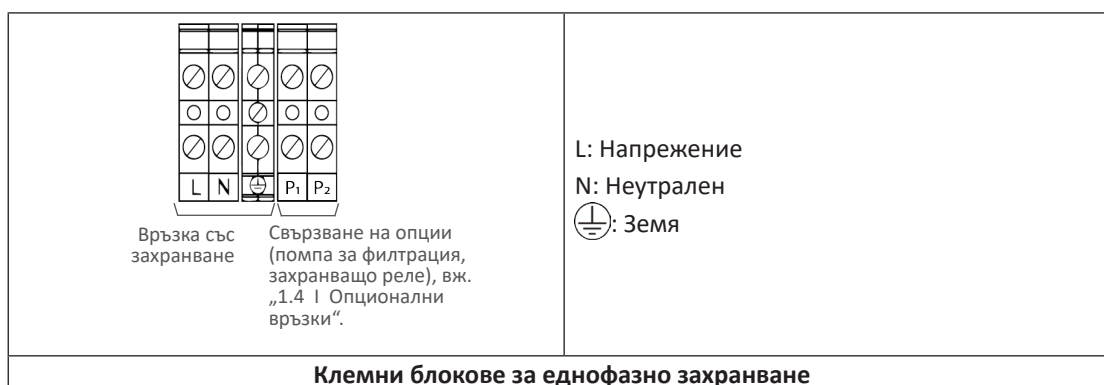 L N P₁ P₂
Връзка със
захранване
Свързване на опции
(помпа за филтрация,
захранващо реле), вж.
„1.4 I Опционални
връзки“.
L: Напрежение
N: Неутрален
: Земя
Клемни блокове за еднофазно захранване